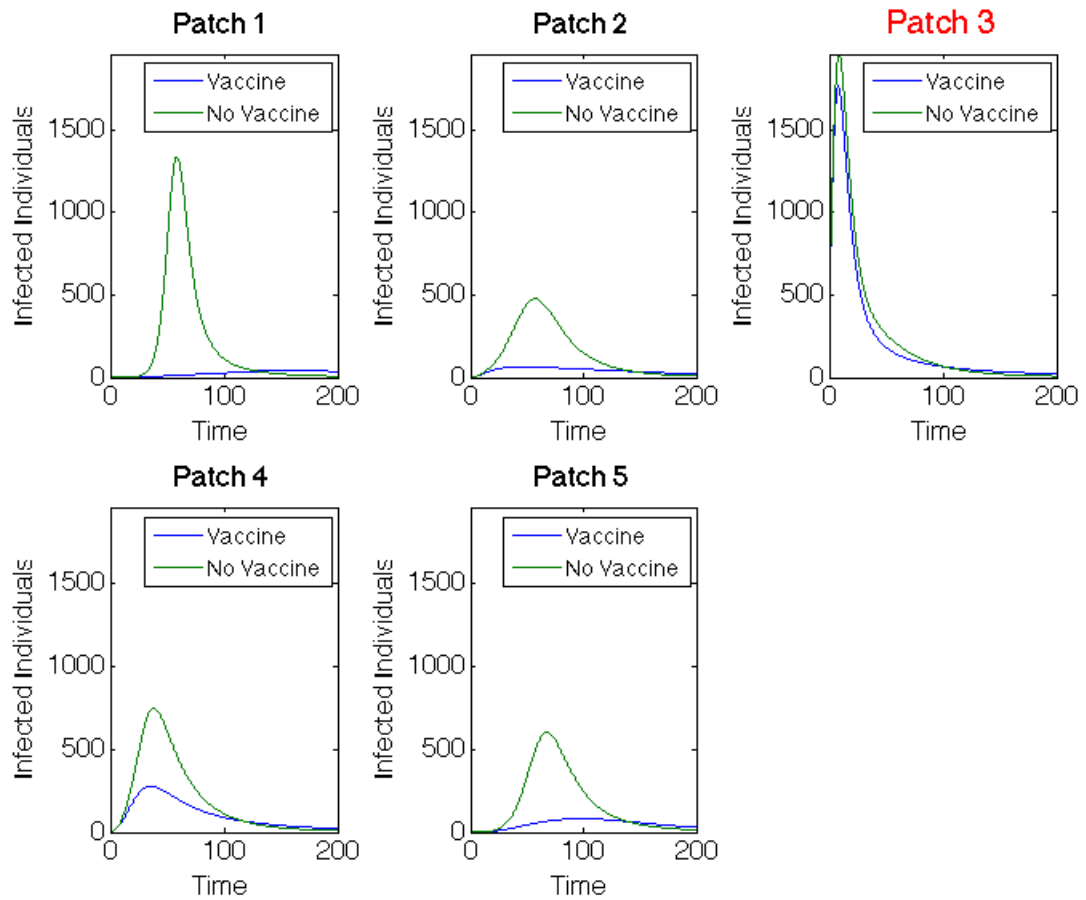 Patch 1
Vaccine
No Vaccine
Infected Individuals
1500
1000
500
0
0 100 200
Time
Patch 2
Vaccine
No Vaccine
Infected Individuals
1500
1000
500
0
0 100 200
Time
Patch 3
Vaccine
No Vaccine
Infected Individuals
1500
1000
500
0
0 100 200
Time
Patch 4
Vaccine
No Vaccine
Infected Individuals
1500
1000
500
0
0 100 200
Time
Patch 5
Vaccine
No Vaccine
Infected Individuals
1500
1000
500
0
0 100 200
Time